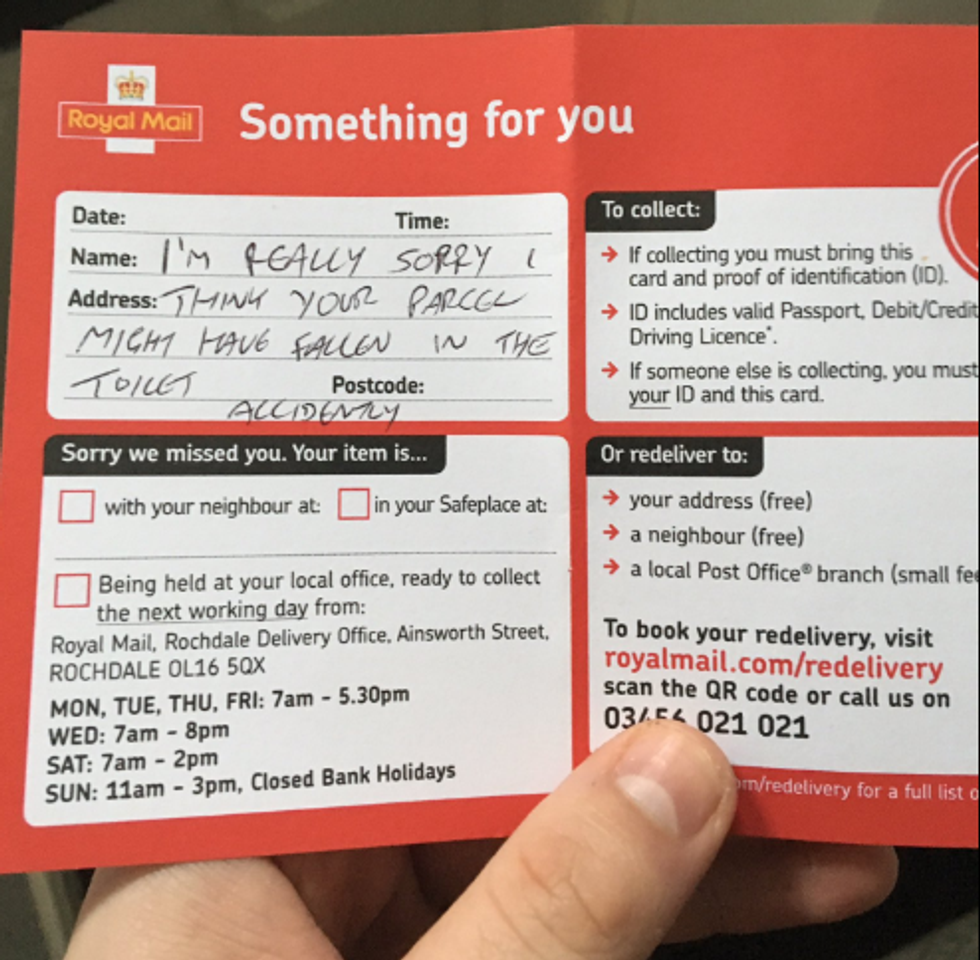 Royal Mail
Something for you
Date: Time:
Name: I'M REALLY SORRY I
Address: THINK YOUR PARCEL
MIGHT HAVE FALLEN IN THE
TOILET Postcode:
ACCIDENTLY
Sorry we missed you. Your item is...
with your neighbour at: in your Safeplace at:
Being held at your local office, ready to collect
the next working day from:
Royal Mail, Rochdale Delivery Office, Ainsworth Street,
ROCHDALE OL16 5QX
MON, TUE, THU, FRI: 7am - 5.30pm
WED: 7am - 8pm
SAT: 7am - 2pm
SUN: 11am - 3pm, Closed Bank Holidays
To collect:
If collecting you must bring this
card and proof of identification (ID).
ID includes valid Passport, Debit/Credit
Driving Licence*.
If someone else is collecting, you must
your ID and this card.
Or redeliver to:
your address (free)
a neighbour (free)
a local Post Office® branch (small
To book your redelivery, visit
royalmail.com/redelivery
scan the QR code or call us on
021 021
/redelivery for a full list